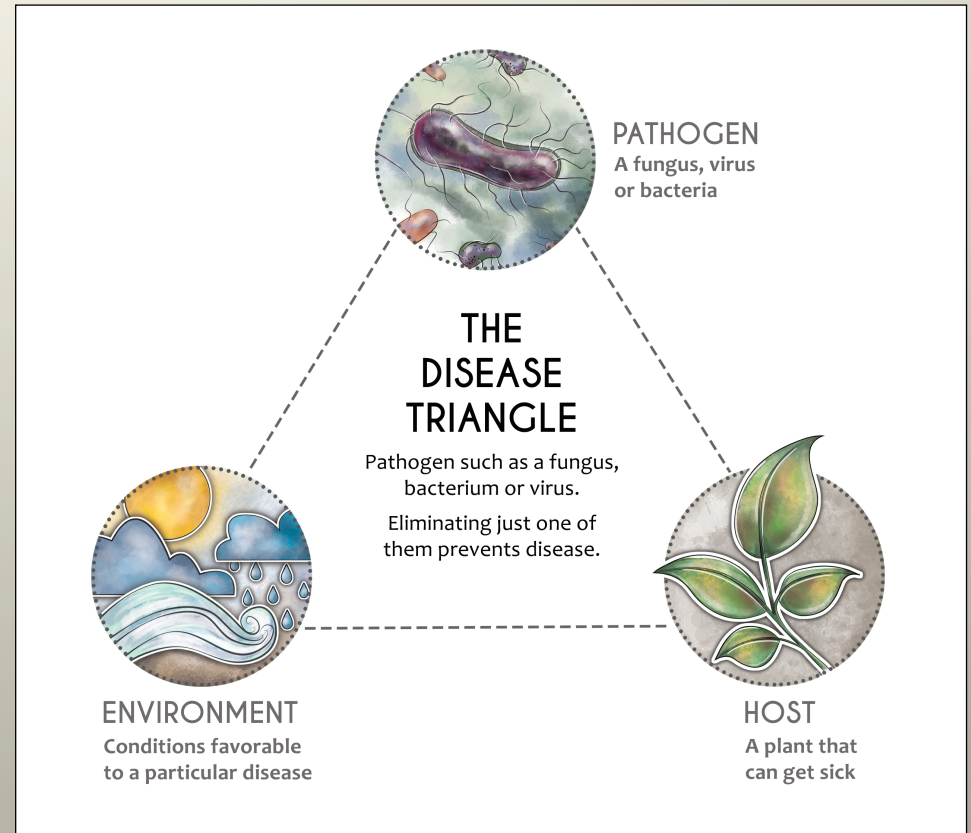 PATHOGEN
A fungus, virus
or bacteria
THE
DISEASE
TRIANGLE
Pathogen such as a fungus,
bacterium or virus.
Eliminating just one of
them prevents disease.
ENVIRONMENT
Conditions favorable
to a particular disease
HOST
A plant that
can get sick